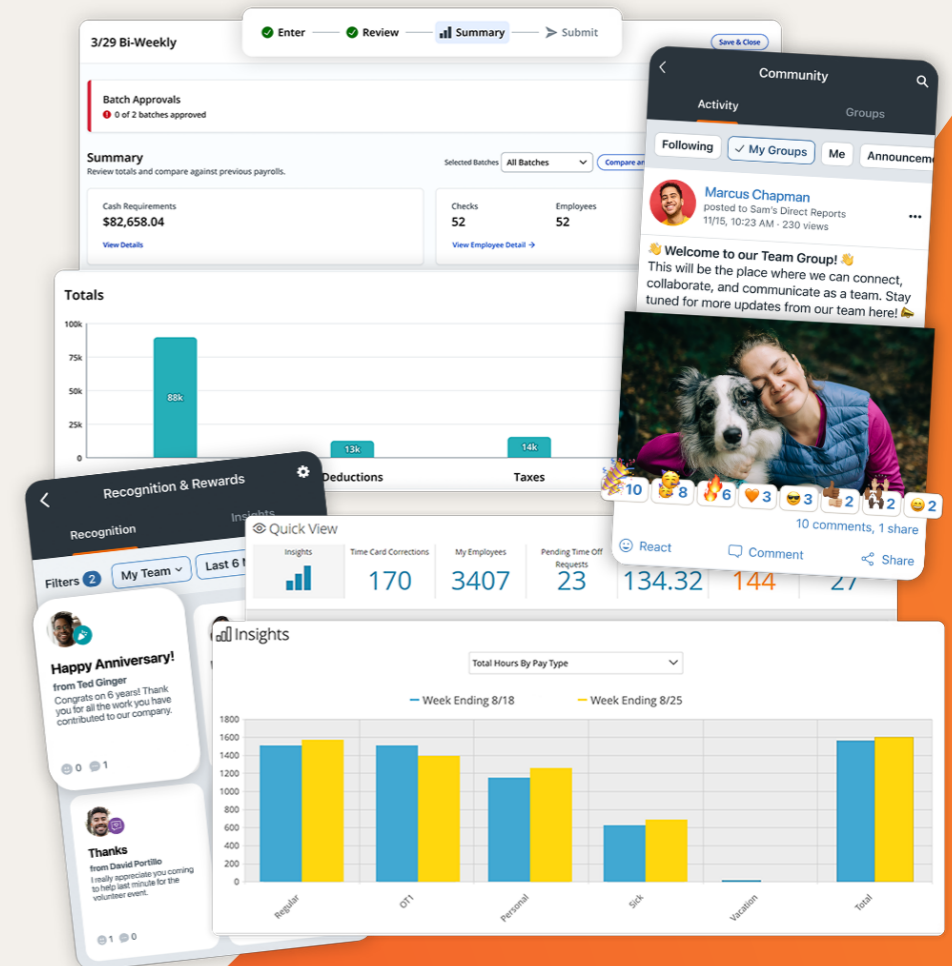 Enter
Review
Summary
Submit
3/29 Bi-Weekly
Save & Close
Batch Approvals
0 of 2 batches approved
Summary
Review totals and compare against previous payrolls.
Selected Batches
All Batches
Compare
Cash Requirements
$82,658.04
View Details
Checks
52
Employees
52
View Employee Detail →
Totals
100k
75k
50k
25k
0
88k
13k
14k
Deductions
Taxes
Community
Activity
Groups
Following
✓ My Groups
Me
Announcem
Marcus Chapman
posted to Sam's Direct Reports
11/15, 10:23 AM · 230 views
👋 Welcome to our Team Group! 👋
This will be the place where we can connect,
collaborate, and communicate as a team. Stay
tuned for more updates from our team here!
10
8
6
3
3
2
2
2
10 comments, 1 share
React
Comment
Share
Recognition & Rewards
Recognition
Insights
Filters 2
My Team
Last 6
Happy Anniversary!
from Ted Ginger
Congrats on 6 years! Thank
you for all the work you have
contributed to our company.
0
1
Thanks
from David Portillo
I really appreciate you coming
to help last minute for the
volunteer event.
1
0
Quick View
Insights
Time Card Corrections
170
My Employees
3407
Pending Time Off
Requests
23
134.32
144
27
Insights
Total Hours By Pay Type
Week Ending 8/18
Week Ending 8/25
1800
1600
1400
1200
1000
800
600
400
200
0
Regular
OT1
Personal
Sick
Vacation
Total